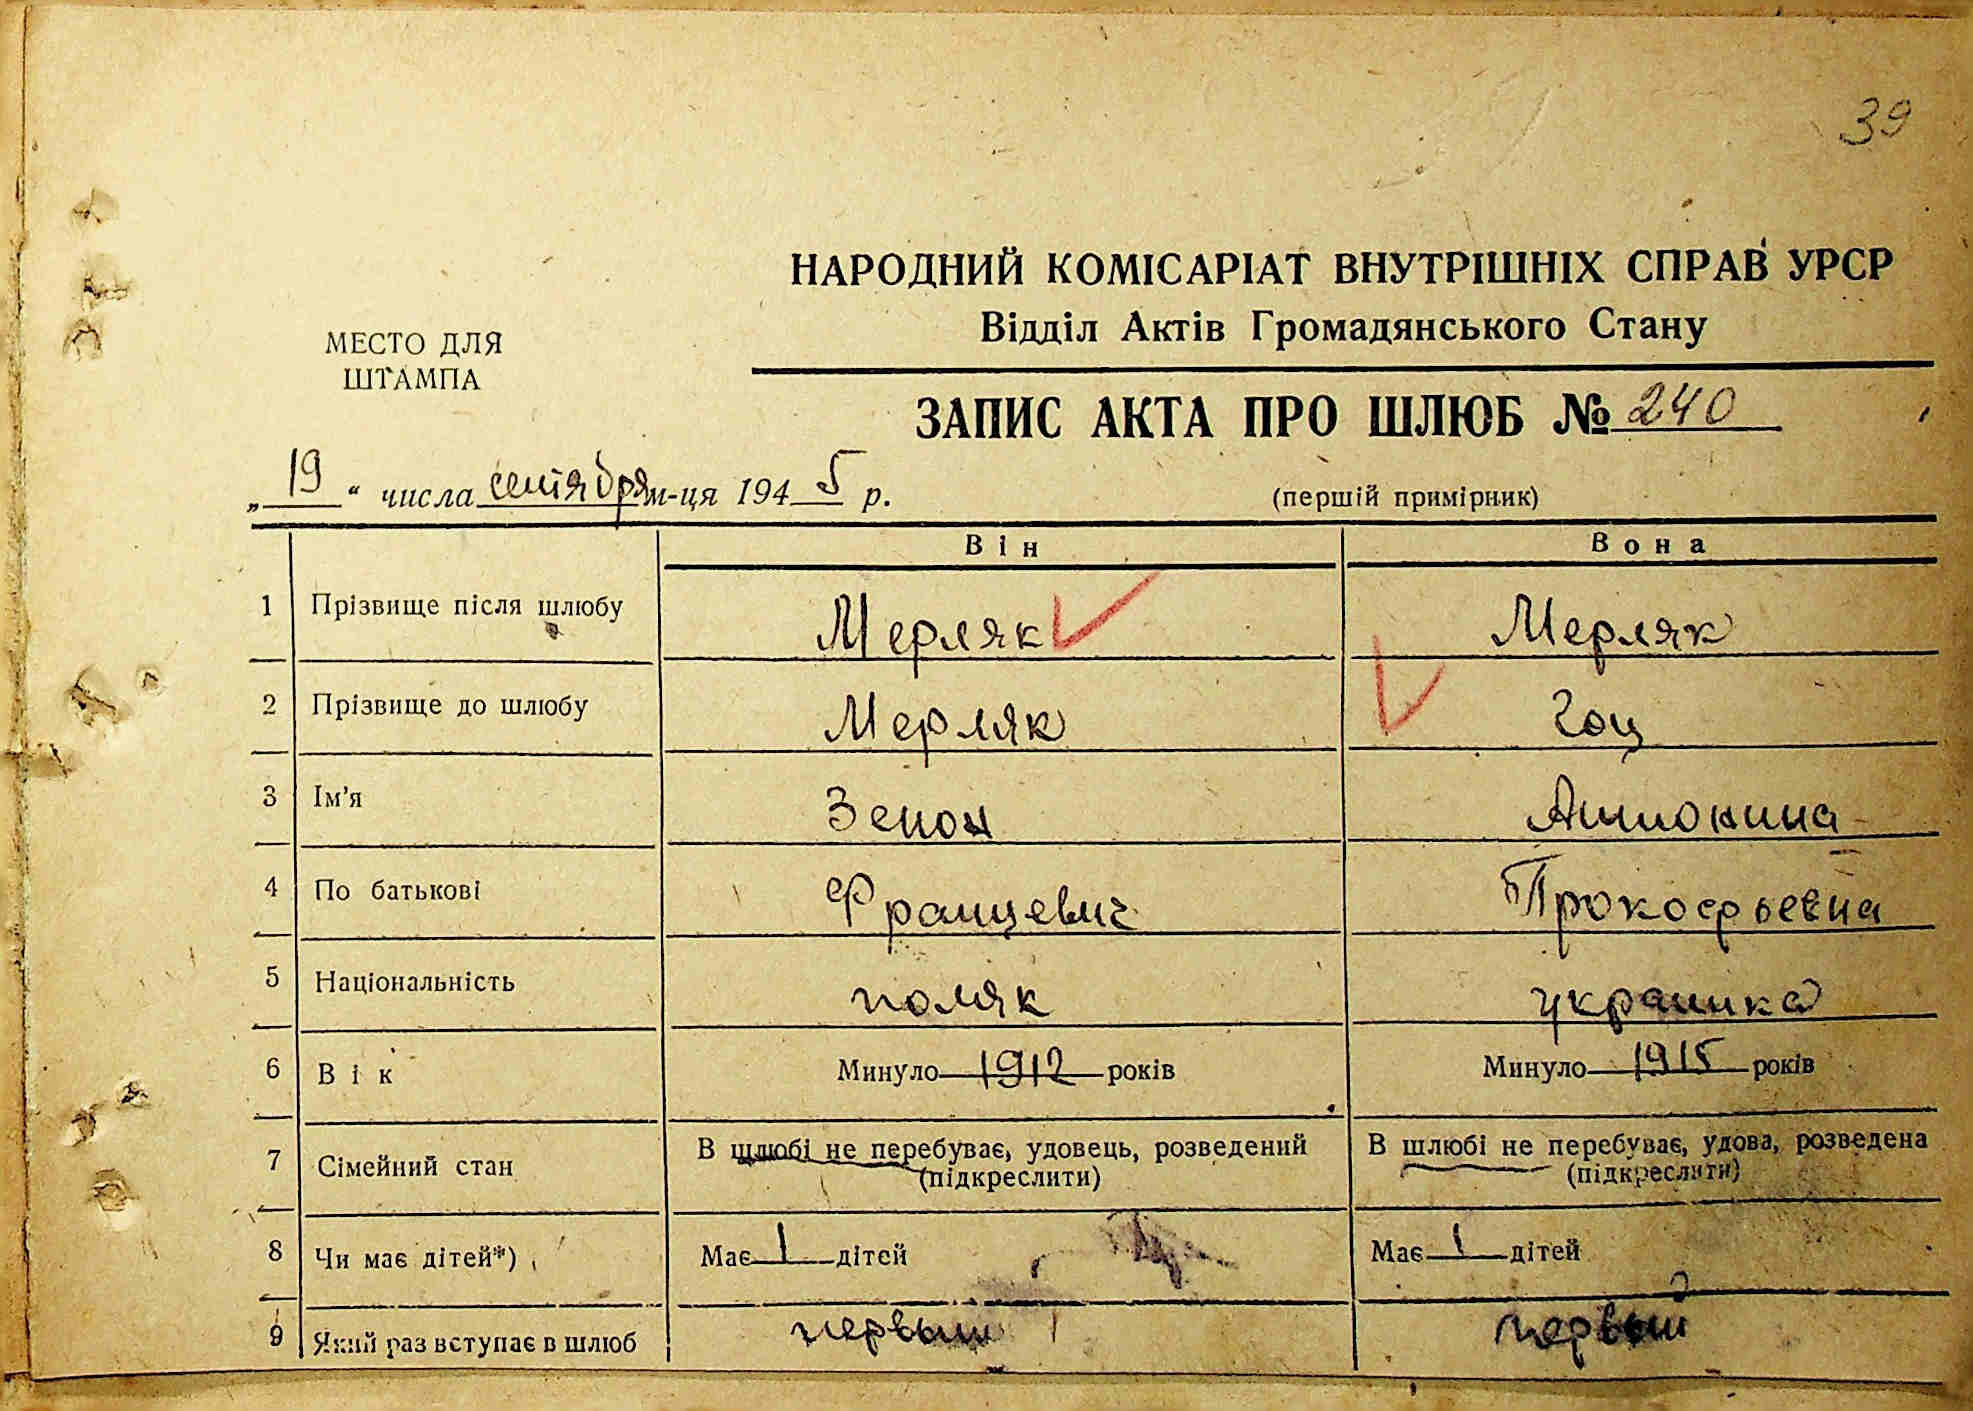 39
НАРОДНИЙ КОМІСАРІАТ ВНУТРІШНІХ СПРАВ УРСР
Відділ Актів Громадянського Стану
МЕСТО ДЛЯ
ШТАМПА
ЗАПИС АКТА ПРО ШЛЮБ № 240
„19“ числа сентября м-ця 1945 р. (першій примірник)
Він Вона
1 Прізвище після шлюбу Мерляк Мерляк
2 Прізвище до шлюбу Мерляк Гоц
3 Ім'я Зенон Антонина
4 По батькові Францевич Прокофьевна
5 Національність поляк украинка
6 Вік Минуло 1912 років Минуло 1915 років
7 Сімейний стан В шлюбі не перебуває, удовець, розведений В шлюбі не перебуває, удова, розведена
(підкреслити) (підкреслити)
8 Чи має дітей*) Має 1 дітей Має 1 дітей
9 Який раз вступає в шлюб первый первый